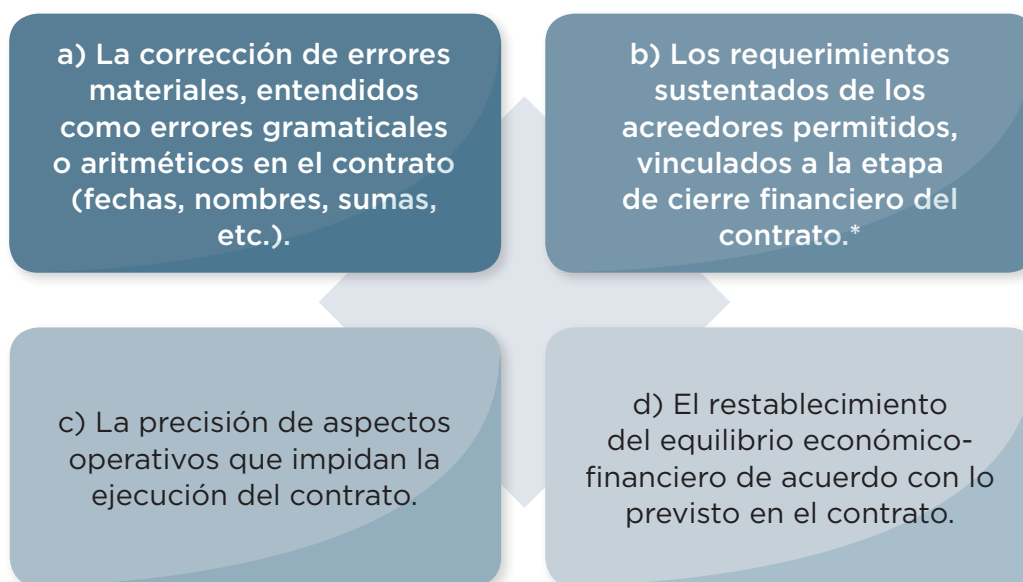 a) La corrección de errores
materiales, entendidos
como errores gramaticales
o aritméticos en el contrato
(fechas, nombres, sumas,
etc.).
b) Los requerimientos
sustentados de los
acreedores permitidos,
vinculados a la etapa
de cierre financiero del
contrato.*
c) La precisión de aspectos
operativos que impidan la
ejecución del contrato.
d) El restablecimiento
del equilibrio económico-
financiero de acuerdo con lo
previsto en el contrato.